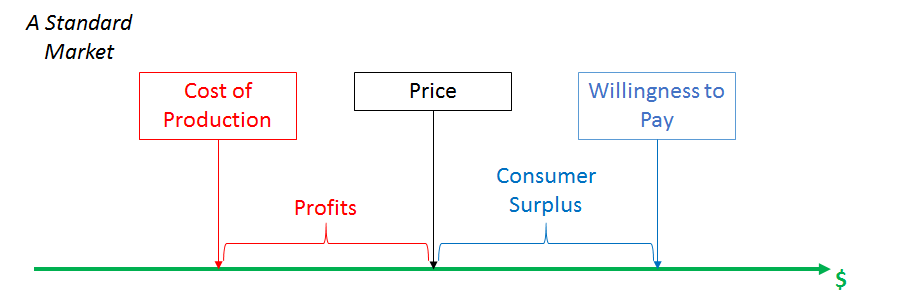 A Standard
Market
Cost of
Production
Price
Willingness to
Pay
Profits
Consumer
Surplus
$